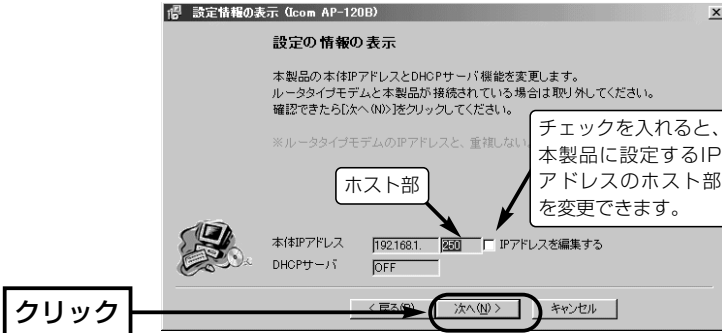 設定情報の表示 (Icom AP-120B)
設定の情報の表示
本製品の本体IPアドレスとDHCPサーバ機能を変更します。
ルータタイプモデムと本製品が接続されている場合は取り外してください。
確認できたら[次へ(N)>]をクリックしてください。
※ルータタイプモデムのIPアドレスと、重複しない
チェックを入れると、
本製品に設定するIP
アドレスのホスト部
を変更できます。
ホスト部
本体IPアドレス 192.168.1. 250 IPアドレスを編集する
DHCPサーバ OFF
クリック
< 戻る(B) 次へ(N) > キャンセル